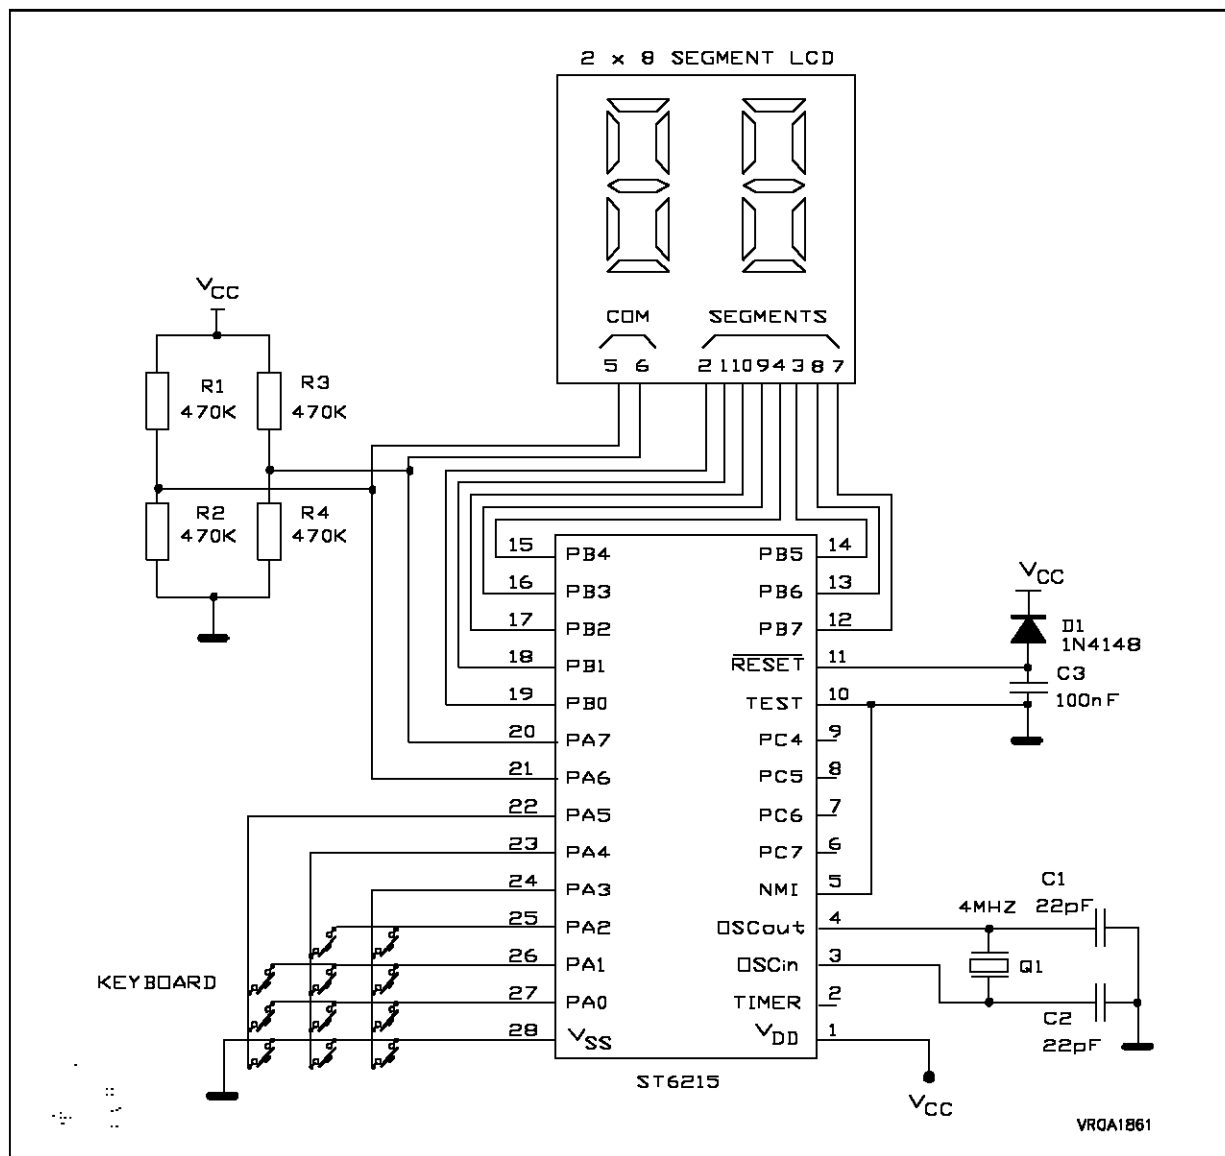 2 x 8 SEGMENT LCD
COM SEGMENTS
5 6 2 1 10 9 4 3 8 7
VCC
R1 470K
R3 470K
R2 470K
R4 470K
15 PB4 PB5 14
16 PB3 PB6 13
17 PB2 PB7 12
18 PB1 RESET 11
19 PB0 TEST 10
20 PA7 PC4 9
21 PA6 PC5 8
22 PA5 PC6 7
23 PA4 PC7 6
24 PA3 NMI 5
25 PA2 OSCout 4
26 PA1 OSCin 3
27 PA0 TIMER 2
28 VSS VDD 1
ST6215
KEYBOARD
VCC
D1
1N4148
C3
100nF
C1
22pF
4MHZ
Q1
C2
22pF
VCC
VR0A1861